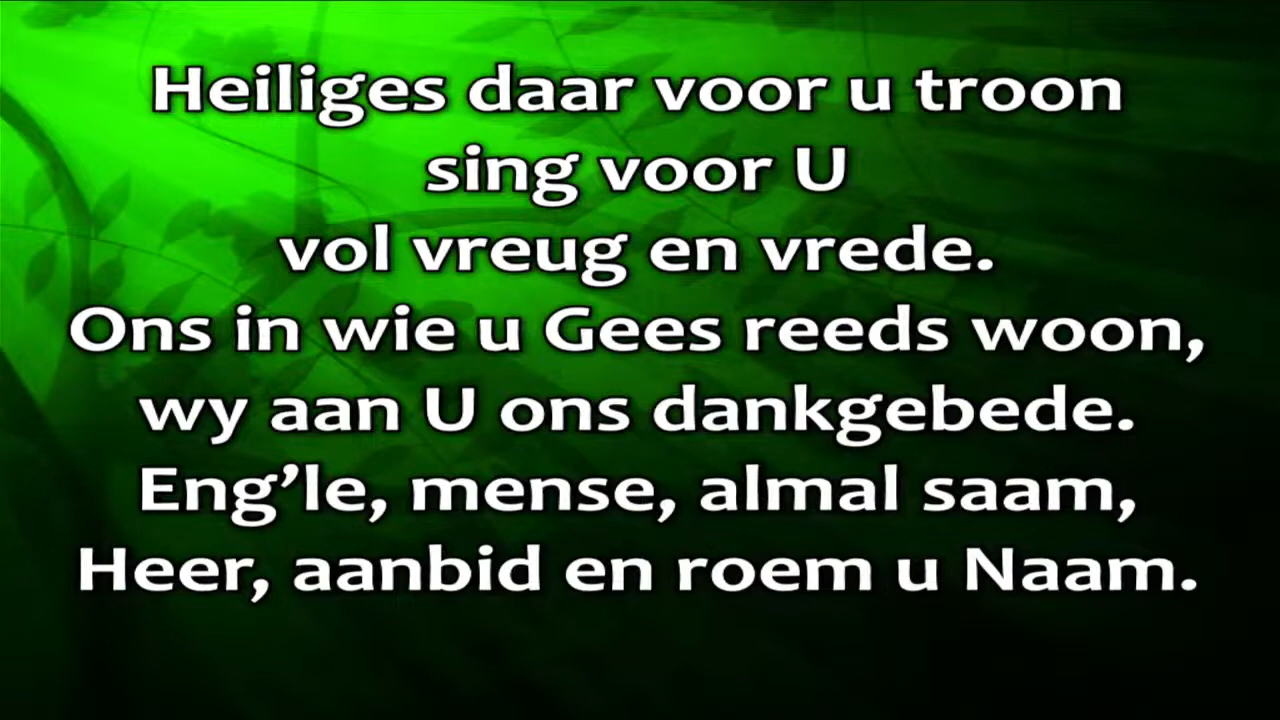 Heiliges daar voor u troon
sing voor U
vol vreug en vrede.
Ons in wie u Gees reeds woon,
wy aan U ons dankgebede.
Eng’le, mense, almal saam,
Heer, aanbid en roem u Naam.